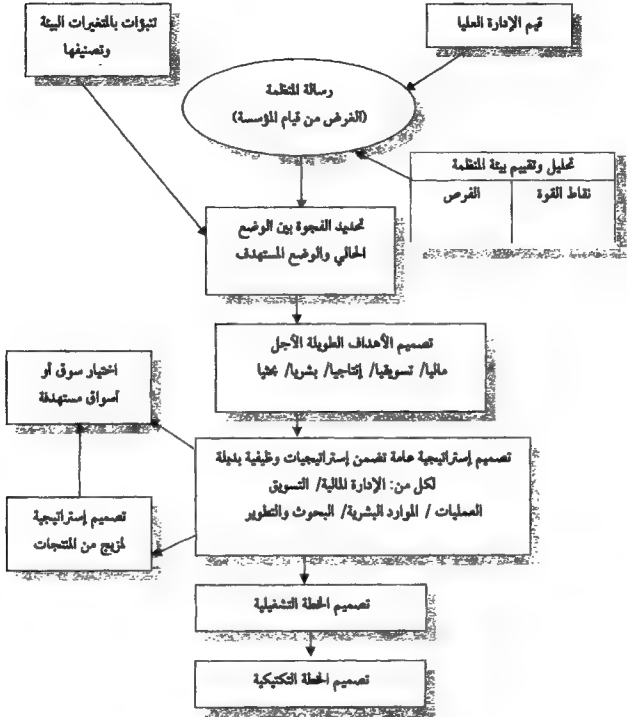 قيم الإدارة العليا
تنبؤات بالمتغيرات البيئة
وتصنيفها
رسالة المنظمة
(الغرض من قيام المؤسسة)
تحليل وتقييم بيئة المنظمة
نقاط القوة
الفرص
تحديد الفجوة بين الوضع
الحالي والوضع المستهدف
تصميم الأهداف الطويلة الأجل
ماليا/ تسويقيا/ إنتاجيا/ بشريا/ بحثيا
اختيار سوق أو
أسواق مستهدفة
تصميم إستراتيجية عامة تضمن إستراتيجيات وظيفية بديلة
لكل من: الإدارة المالية/ التسويق
العمليات / الموارد البشرية/ البحوث والتطوير
تصميم إستراتيجية
لمزيج من المنتجات
تصميم الخطة التشغيلية
تصميم الخطة التكتيكية